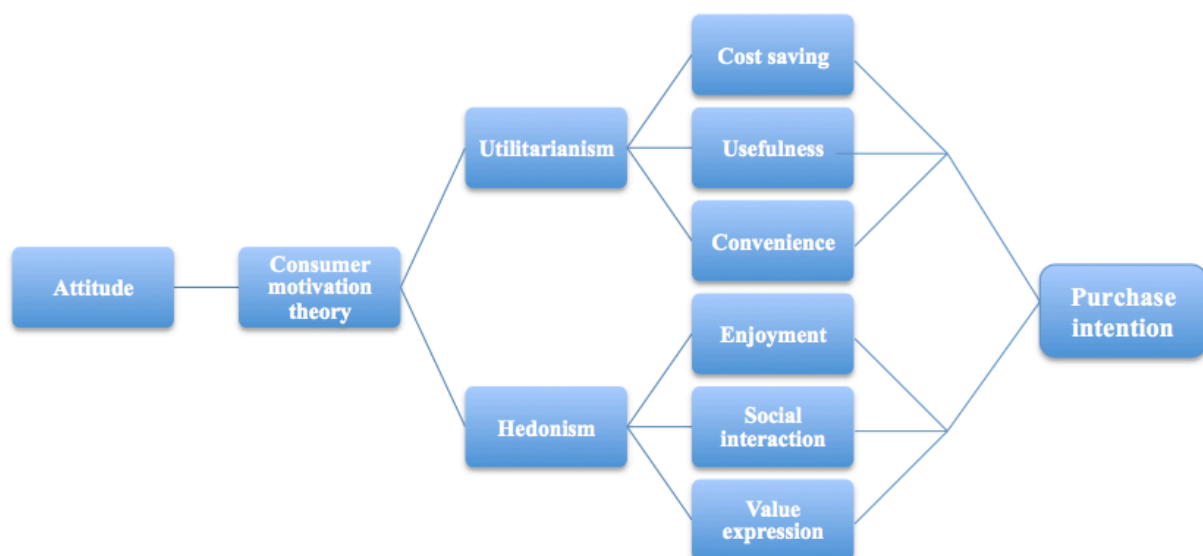 Attitude
Consumer
motivation
theory
Utilitarianism
Hedonism
Cost saving
Usefulness
Convenience
Enjoyment
Social
interaction
Value
expression
Purchase
intention